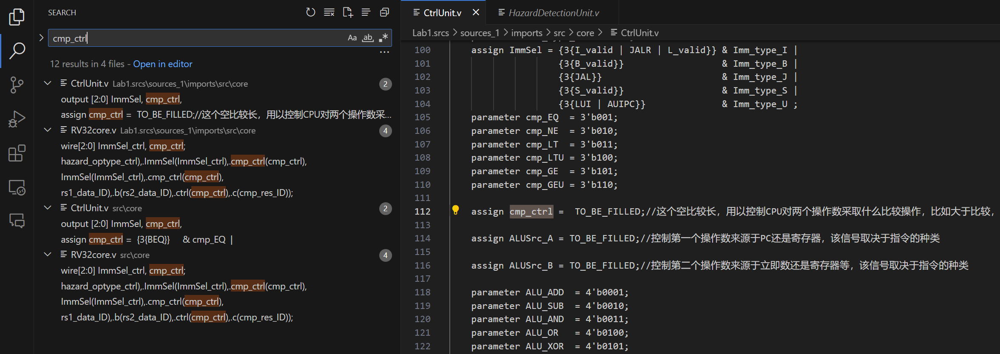 SEARCH
cmp_ctrl
Aa ab .*
...
12 results in 4 files - Open in editor
CtrlUnit.v Lab1.srcs\sources_1\imports\src\core 2
output [2:0] ImmSel, cmp_ctrl,
assign cmp_ctrl = TO_BE_FILLED;//这个空比较长，用以控制CPU对两个操作数采...
RV32core.v Lab1.srcs\sources_1\imports\src\core 4
wire[2:0] ImmSel_ctrl, cmp_ctrl;
hazard_optype_ctrl),.ImmSel(ImmSel_ctrl),.cmp_ctrl(cmp_ctrl),
ImmSel(ImmSel_ctrl),.cmp_ctrl(cmp_ctrl),
rs1_data_ID),.b(rs2_data_ID),.ctrl(cmp_ctrl),.c(cmp_res_ID));
CtrlUnit.v src\core 2
output [2:0] ImmSel, cmp_ctrl,
assign cmp_ctrl = {3{BEQ}} & cmp_EQ |
RV32core.v src\core 4
wire[2:0] ImmSel_ctrl, cmp_ctrl;
hazard_optype_ctrl),.ImmSel(ImmSel_ctrl),.cmp_ctrl(cmp_ctrl),
ImmSel(ImmSel_ctrl),.cmp_ctrl(cmp_ctrl),
rs1_data_ID),.b(rs2_data_ID),.ctrl(cmp_ctrl),.c(cmp_res_ID));
CtrlUnit.v HazardDetectionUnit.v
Lab1.srcs > sources_1 > imports > src > core > CtrlUnit.v
100 assign ImmSel = {3{I_valid | JALR | L_valid}} & Imm_type_I |
101 {3{B_valid}} & Imm_type_B |
102 {3{JAL}} & Imm_type_J |
103 {3{S_valid}} & Imm_type_S |
104 {3{LUI | AUIPC}} & Imm_type_U ;
105 parameter cmp_EQ = 3'b001;
106 parameter cmp_NE = 3'b010;
107 parameter cmp_LT = 3'b011;
108 parameter cmp_LTU = 3'b100;
109 parameter cmp_GE = 3'b101;
110 parameter cmp_GEU = 3'b110;
111
112 assign cmp_ctrl = TO_BE_FILLED;//这个空比较长，用以控制CPU对两个操作数采取什么比较操作，比如大于比较，
113
114 assign ALUSrc_A = TO_BE_FILLED;//控制第一个操作数来源于PC还是寄存器，该信号取决于指令的种类
115
116 assign ALUSrc_B = TO_BE_FILLED;//控制第二个操作数来源于立即数还是寄存器等，该信号取决于指令的种类
117
118 parameter ALU_ADD = 4'b0001;
119 parameter ALU_SUB = 4'b0010;
120 parameter ALU_AND = 4'b0011;
121 parameter ALU_OR = 4'b0100;
122 parameter ALU_XOR = 4'b0101;